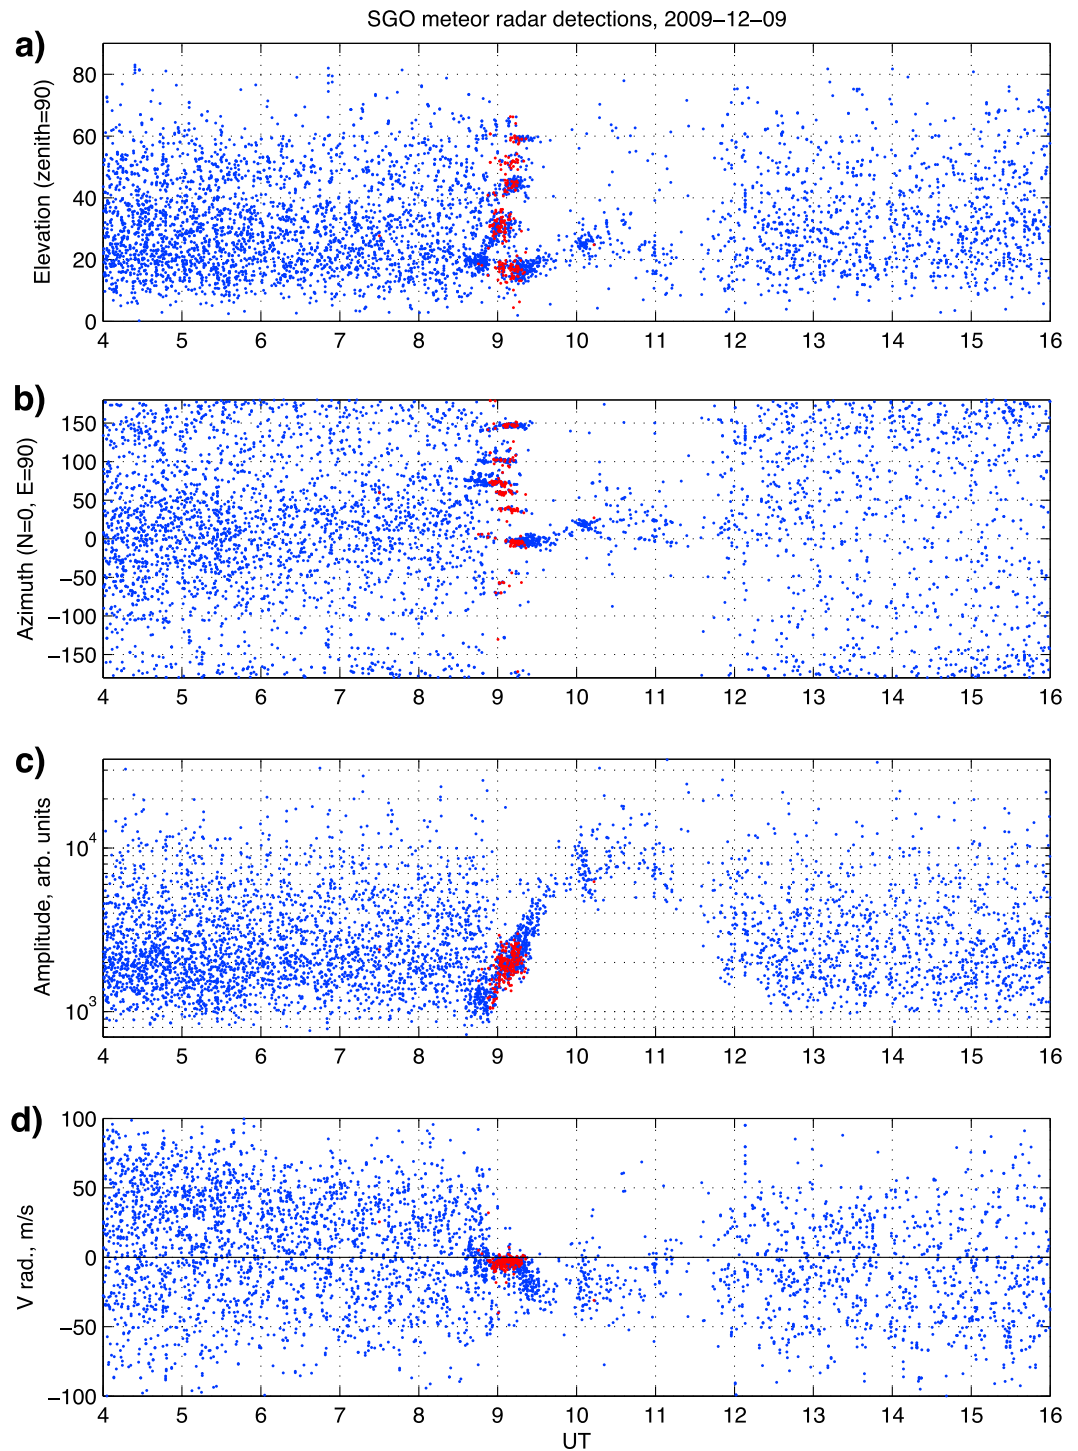 SGO meteor radar detections, 2009−12−09
a)
Elevation (zenith=90)
80
60
40
20
0
4 5 6 7 8 9 10 11 12 13 14 15 16
b)
Azimuth (N=0, E=90)
150
100
50
0
−50
−100
−150
4 5 6 7 8 9 10 11 12 13 14 15 16
c)
Amplitude, arb. units
10^4
10^3
4 5 6 7 8 9 10 11 12 13 14 15 16
d)
V rad., m/s
100
50
0
−50
−100
4 5 6 7 8 9 10 11 12 13 14 15 16
UT